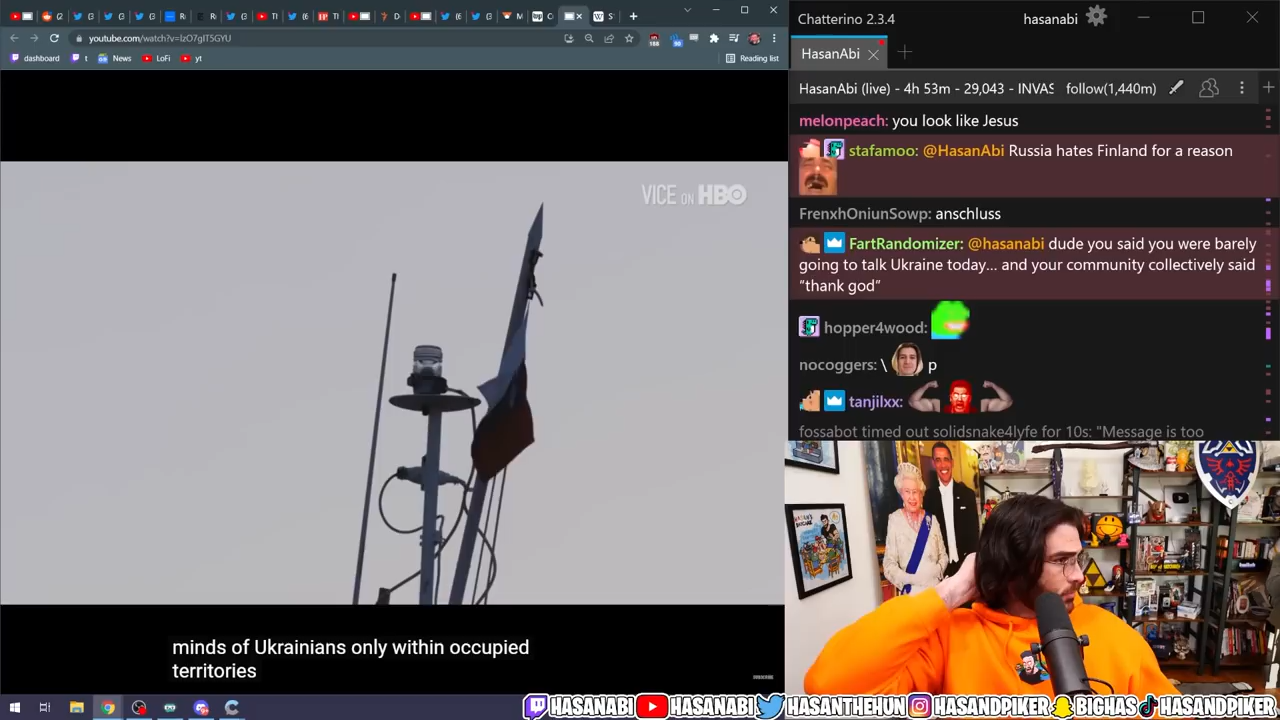 youtube.com/watch?v=IzO7gIT5GYU
dashboard
t
News
LoFi
yt
Reading list
VICE ON HBO
minds of Ukrainians only within occupied
territories
SUBSCRIBE
Chatterino 2.3.4
hasanabi
HasanAbi
HasanAbi (live) - 4h 53m - 29,043 - INVAS
follow(1,440m)
melonpeach: you look like Jesus
stafamoo: @HasanAbi Russia hates Finland for a reason
FrenxhOniunSowp: anschluss
FartRandomizer: @hasanabi dude you said you were barely
going to talk Ukraine today... and your community collectively said
“thank god”
hopper4wood:
nocoggers: \ p
tanjilxx:
fossabot timed out solidsnake4lyfe for 10s: "Message is too
HASANABI
HASANABI
HASANTHEHUN
HASANDPIKER
BIGHAS
HASANDPIKER